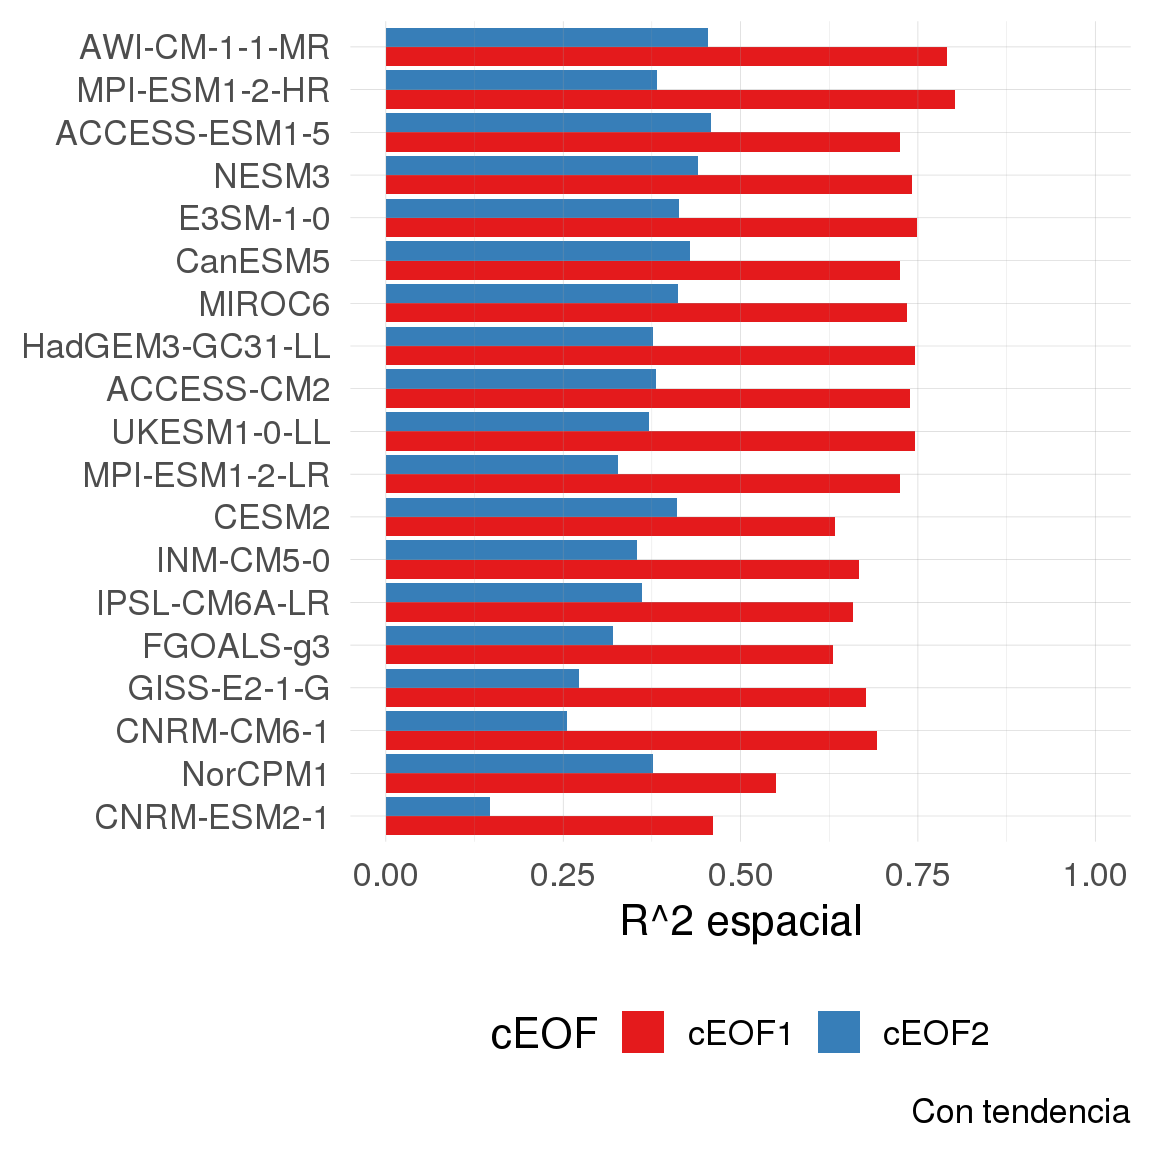 AWI-CM-1-1-MR
MPI-ESM1-2-HR
ACCESS-ESM1-5
NESM3
E3SM-1-0
CanESM5
MIROC6
HadGEM3-GC31-LL
ACCESS-CM2
UKESM1-0-LL
MPI-ESM1-2-LR
CESM2
INM-CM5-0
IPSL-CM6A-LR
FGOALS-g3
GISS-E2-1-G
CNRM-CM6-1
NorCPM1
CNRM-ESM2-1
0.00 0.25 0.50 0.75 1.00
R^2 espacial
cEOF cEOF1 cEOF2
Con tendencia